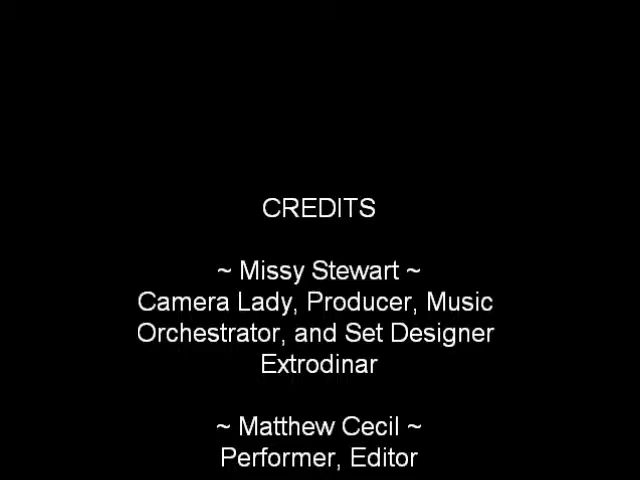 CREDITS
~ Missy Stewart ~
Camera Lady, Producer, Music
Orchestrator, and Set Designer
Extrodinar
~ Matthew Cecil ~
Performer, Editor